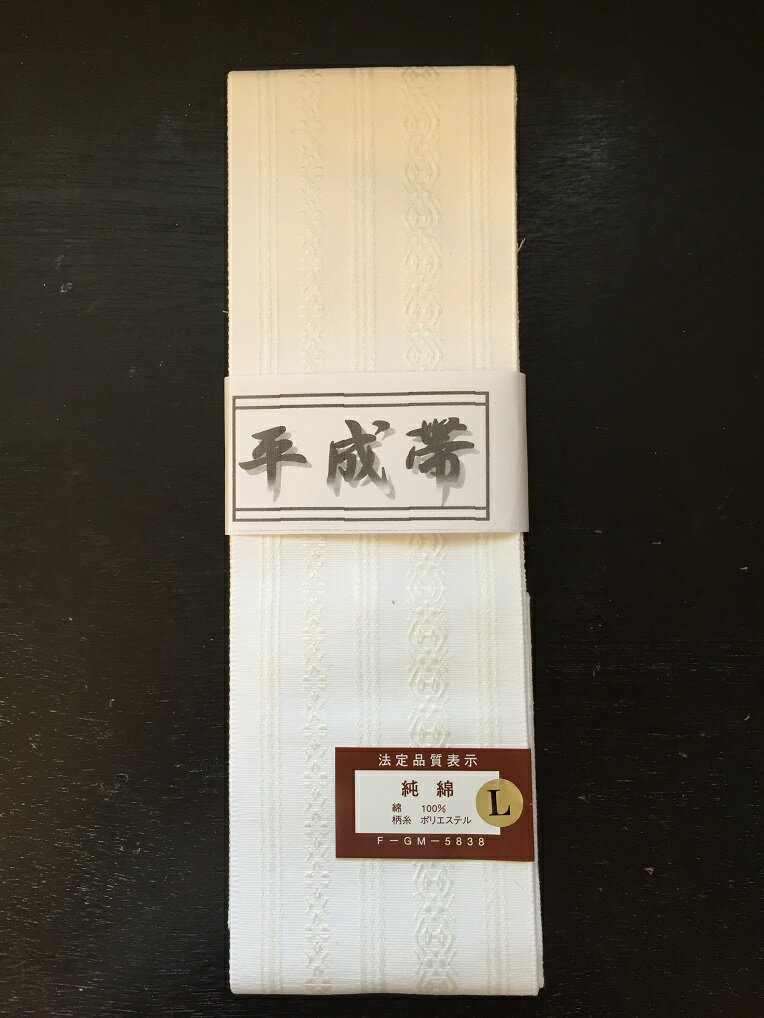 平成帯
法定品質表示
純綿
綿 100%
柄糸 ポリエステル
L
F-GM-5838